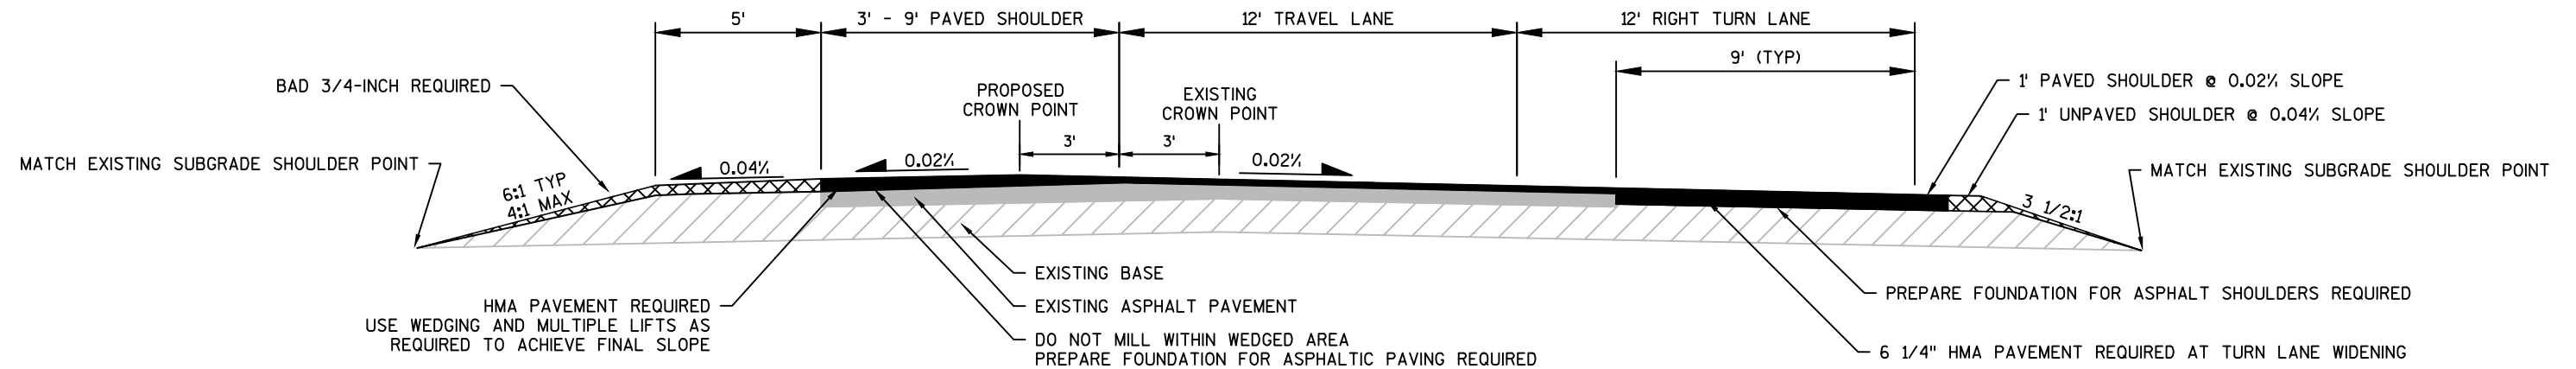 5'
3' - 9' PAVED SHOULDER
12' TRAVEL LANE
12' RIGHT TURN LANE
9' (TYP)
BAD 3/4-INCH REQUIRED
PROPOSED
CROWN POINT
EXISTING
CROWN POINT
1' PAVED SHOULDER @ 0.02% SLOPE
1' UNPAVED SHOULDER @ 0.04% SLOPE
3'
3'
MATCH EXISTING SUBGRADE SHOULDER POINT
0.04%
0.02%
0.02%
MATCH EXISTING SUBGRADE SHOULDER POINT
6:1 TYP
4:1 MAX
3 1/2:1
EXISTING BASE
HMA PAVEMENT REQUIRED
USE WEDGING AND MULTIPLE LIFTS AS
REQUIRED TO ACHIEVE FINAL SLOPE
EXISTING ASPHALT PAVEMENT
DO NOT MILL WITHIN WEDGED AREA
PREPARE FOUNDATION FOR ASPHALTIC PAVING REQUIRED
PREPARE FOUNDATION FOR ASPHALT SHOULDERS REQUIRED
6 1/4" HMA PAVEMENT REQUIRED AT TURN LANE WIDENING